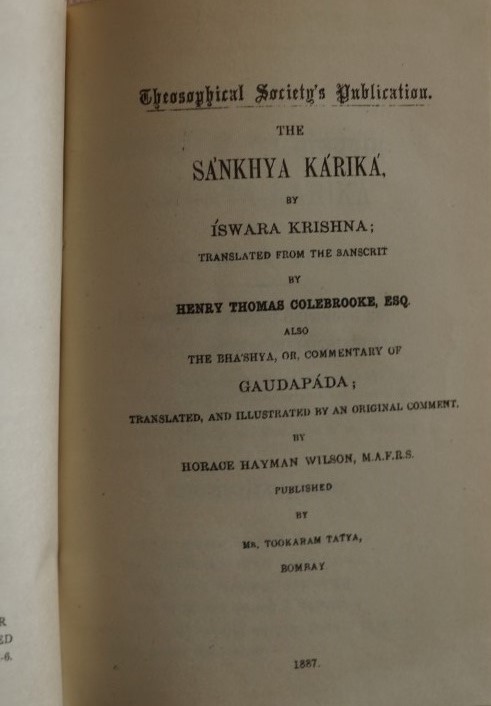 Theosophical Society's Publication.
THE
SÁNKHYA KÁRIKÁ,
BY
ÍSWARA KRISHNA;
TRANSLATED FROM THE SANSCRIT
BY
HENRY THOMAS COLEBROOKE, ESQ.
ALSO
THE BHA'SHYA, OR, COMMENTARY OF
GAUDAPÁDA;
TRANSLATED, AND ILLUSTRATED BY AN ORIGINAL COMMENT.
BY
HORACE HAYMAN WILSON, M.A.F.R.S.
PUBLISHED
BY
MR. TOOKARAM TATYA,
BOMBAY
1887.
R
ED
-6.